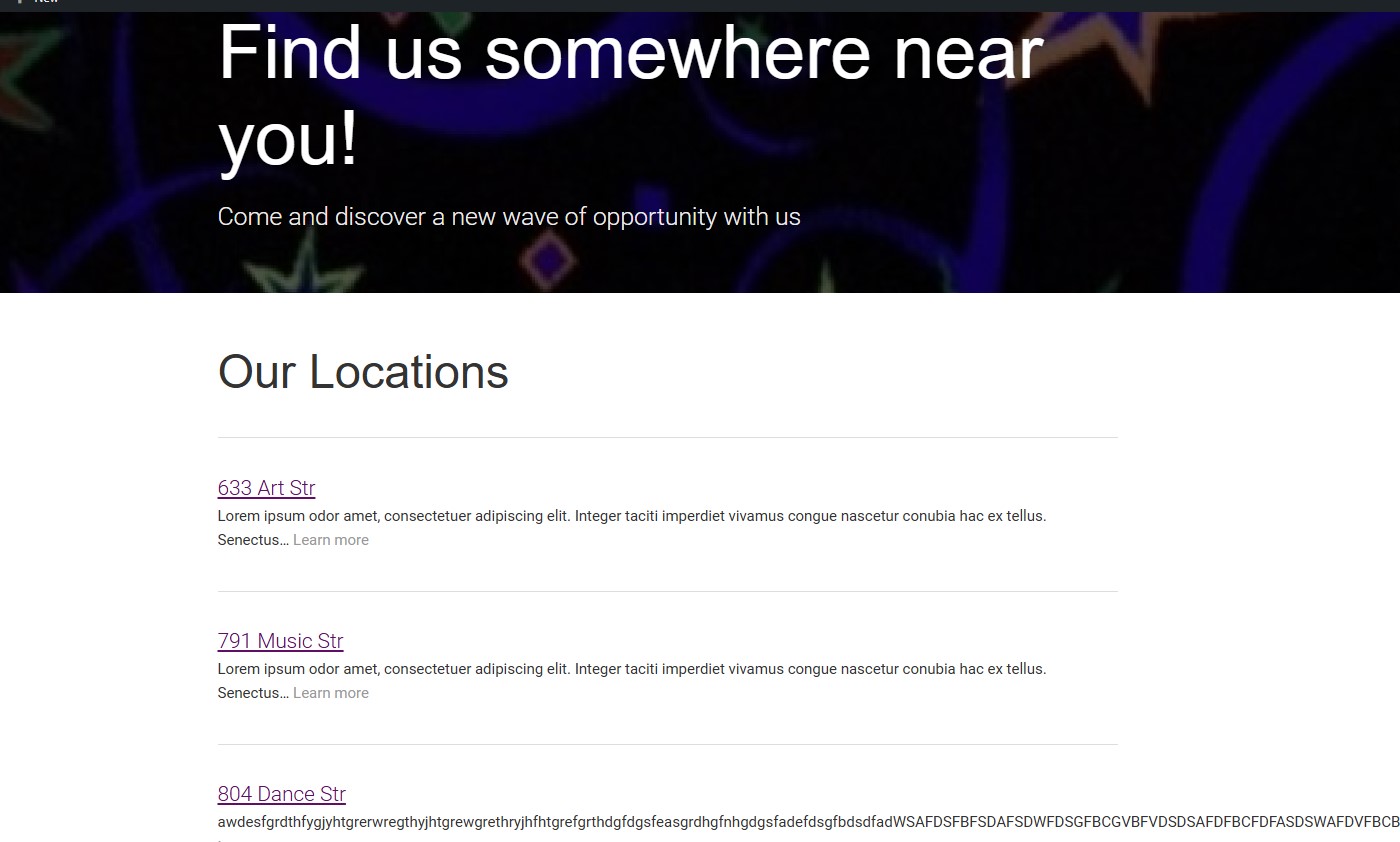 New
Find us somewhere near
you!
Come and discover a new wave of opportunity with us
Our Locations
633 Art Str
Lorem ipsum odor amet, consectetuer adipiscing elit. Integer taciti imperdiet vivamus congue nascetur conubia hac ex tellus.
Senectus… Learn more
791 Music Str
Lorem ipsum odor amet, consectetuer adipiscing elit. Integer taciti imperdiet vivamus congue nascetur conubia hac ex tellus.
Senectus… Learn more
804 Dance Str
awdesfgrdthfygjyhtgrerwregthyjhtgrewgrethryjhfhtgrefgrthdgfdgsfeasgrdhgfnhgdgsfadefdsgfbdsdfadWSAFDSFBFSDAFSDWFDSGFBCGVBFVDSDSAFDFBCFDFASDSWAFDVFBCB